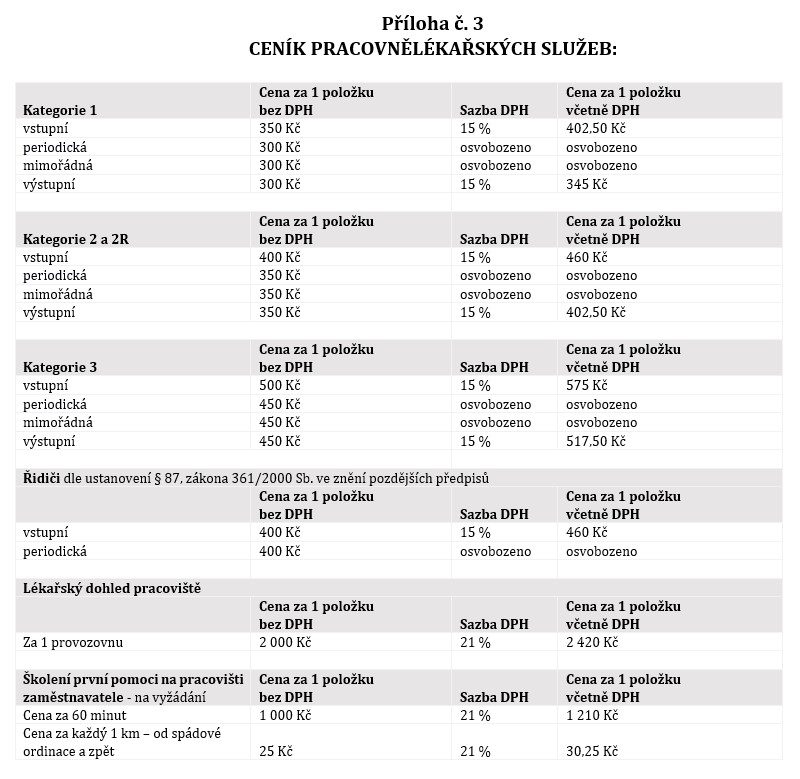 Příloha č. 3
CENÍK PRACOVNĚLÉKAŘSKÝCH SLUŽEB:
Kategorie 1 Cena za 1 položku bez DPH Sazba DPH Cena za 1 položku včetně DPH
vstupní 350 Kč 15 % 402,50 Kč
periodická 300 Kč osvobozeno osvobozeno
mimořádná 300 Kč osvobozeno osvobozeno
výstupní 300 Kč 15 % 345 Kč
Kategorie 2 a 2R Cena za 1 položku bez DPH Sazba DPH Cena za 1 položku včetně DPH
vstupní 400 Kč 15 % 460 Kč
periodická 350 Kč osvobozeno osvobozeno
mimořádná 350 Kč osvobozeno osvobozeno
výstupní 350 Kč 15 % 402,50 Kč
Kategorie 3 Cena za 1 položku bez DPH Sazba DPH Cena za 1 položku včetně DPH
vstupní 500 Kč 15 % 575 Kč
periodická 450 Kč osvobozeno osvobozeno
mimořádná 450 Kč osvobozeno osvobozeno
výstupní 450 Kč 15 % 517,50 Kč
Řidiči dle ustanovení § 87, zákona 361/2000 Sb. ve znění pozdějších předpisů
Cena za 1 položku bez DPH Sazba DPH Cena za 1 položku včetně DPH
vstupní 400 Kč 15 % 460 Kč
periodická 400 Kč osvobozeno osvobozeno
Lékařský dohled pracoviště
Cena za 1 položku bez DPH Sazba DPH Cena za 1 položku včetně DPH
Za 1 provozovnu 2 000 Kč 21 % 2 420 Kč
Školení první pomoci na pracovišti Cena za 1 položku Cena za 1 položku
zaměstnavatele - na vyžádání bez DPH Sazba DPH včetně DPH
Cena za 60 minut 1 000 Kč 21 % 1 210 Kč
Cena za každý 1 km – od spádové
ordinace a zpět 25 Kč 21 % 30,25 Kč